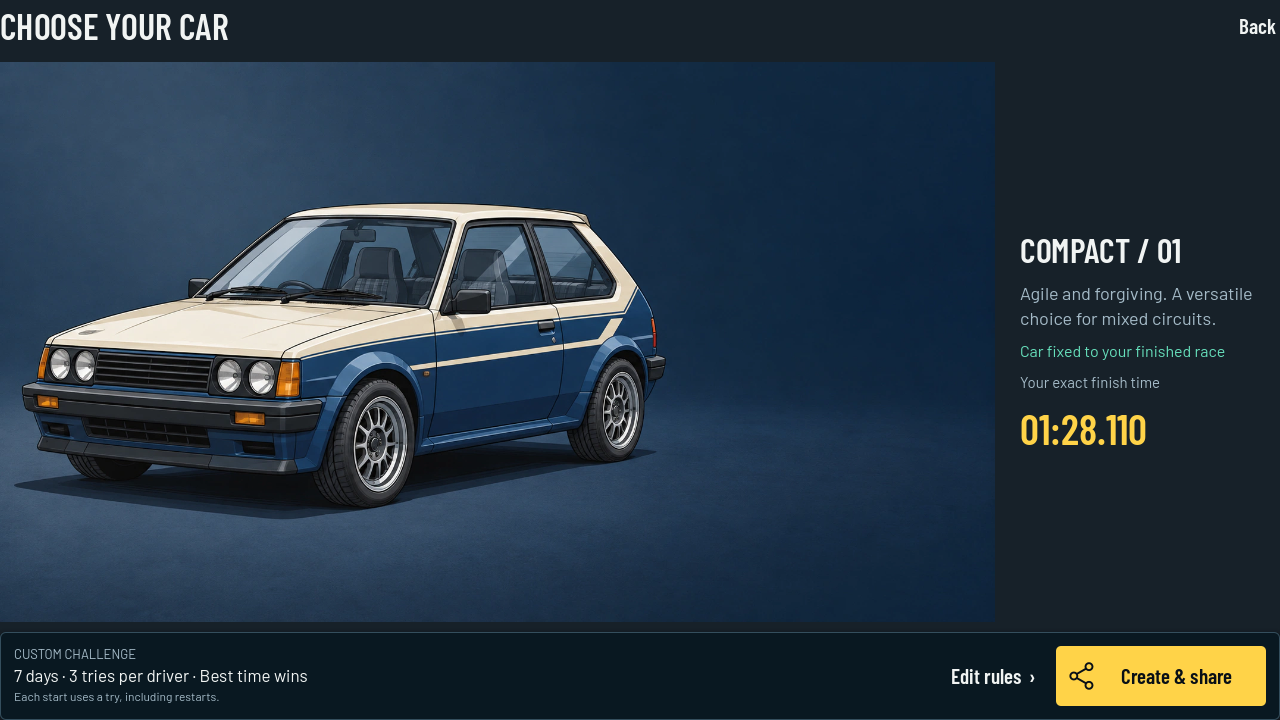 CHOOSE YOUR CAR
Back
COMPACT / 01
Agile and forgiving. A versatile
choice for mixed circuits.
Car fixed to your finished race
Your exact finish time
01:28.110
CUSTOM CHALLENGE
7 days · 3 tries per driver · Best time wins
Each start uses a try, including restarts.
Edit rules ›
Create & share